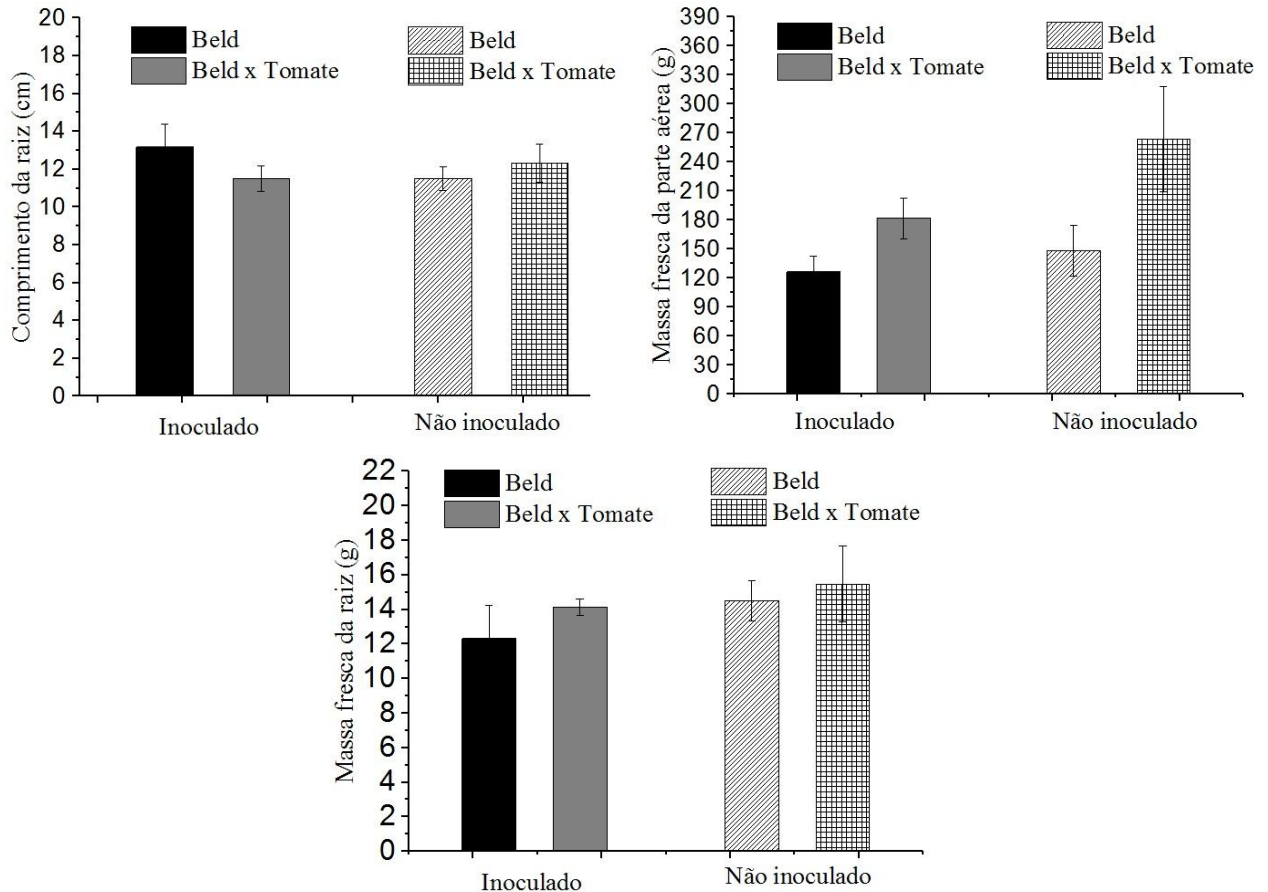 Comprimento da raiz (cm)
20
18
16
14
12
10
8
6
4
2
0
Beld
Beld x Tomate
Beld
Beld x Tomate
Inoculado
Não inoculado
Massa fresca da parte aérea (g)
390
360
330
300
270
240
210
180
150
120
90
60
30
0
Beld
Beld x Tomate
Beld
Beld x Tomate
Inoculado
Não inoculado
Massa fresca da raiz (g)
22
20
18
16
14
12
10
8
6
4
2
0
Beld
Beld x Tomate
Beld
Beld x Tomate
Inoculado
Não inoculado